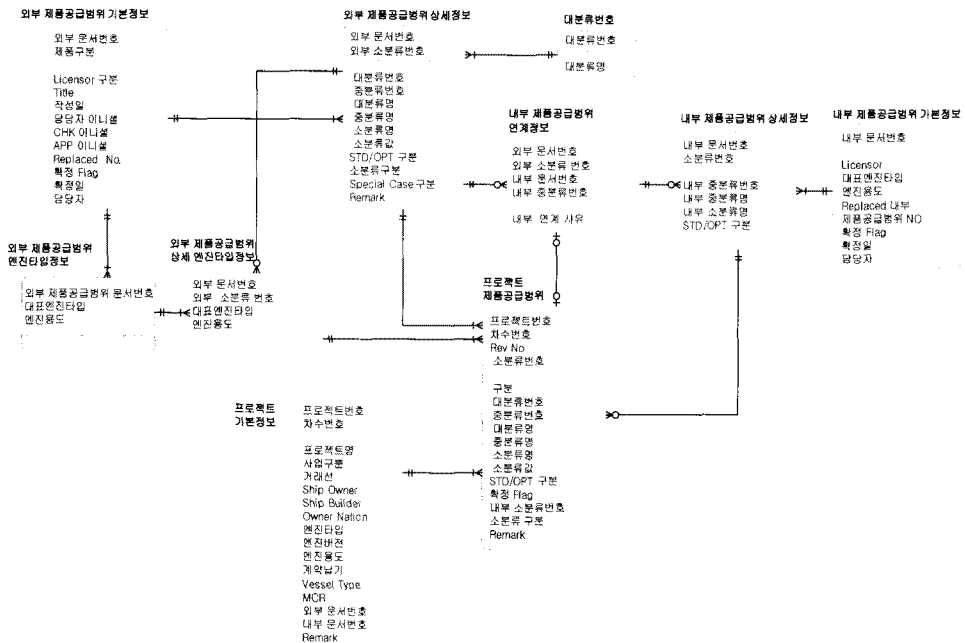 외부 제품공급범위 기본정보
외부 문서번호
제품구분
Licensor 구분
Title
작성일
담당자 이니셜
CHK 이니셜
APP 이니셜
Replaced No.
확정 Flag
확정일
담당자
외부 제품공급범위 상세정보
외부 문서번호
외부 소분류번호
대분류번호
중분류번호
대분류명
중분류명
소분류명
소분류값
STD/OPT 구분
소분류구분
Special Case 구분
Remark
대분류번호
대분류번호
대분류명
내부 제품공급범위
연계정보
외부 문서번호
외부 소분류 번호
내부 문서번호
내부 중분류번호
내부 연계 사유
내부 제품공급범위 상세정보
내부 문서번호
소분류번호
내부 중분류번호
내부 중분류명
내부 소분류명
STD/OPT 구분
내부 제품공급범위 기본정보
내부 문서번호
Licensor
대표엔진타입
엔진용도
Replaced 내부
제품공급범위 NO
확정 Flag
확정일
담당자
외부 제품공급범위
엔진타입정보
외부 제품공급범위 문서번호
대표엔진타입
엔진용도
외부 제품공급범위
상세 엔진타입정보
외부 문서번호
외부 소분류 번호
대표엔진타입
엔진용도
프로젝트
제품공급범위
프로젝트번호
차수번호
Rev No
소분류번호
구분
대분류번호
중분류번호
대분류명
중분류명
소분류명
소분류값
STD/OPT 구분
확정 Flag
내부 소분류번호
소분류 구분
Remark
프로젝트
기본정보
프로젝트번호
차수번호
프로젝트명
사업구분
거래선
Ship Owner
Ship Builder
Owner Nation
엔진타입
엔진버전
엔진용도
계약납기
Vessel Type
MCR
외부 문서번호
내부 문서번호
Remark